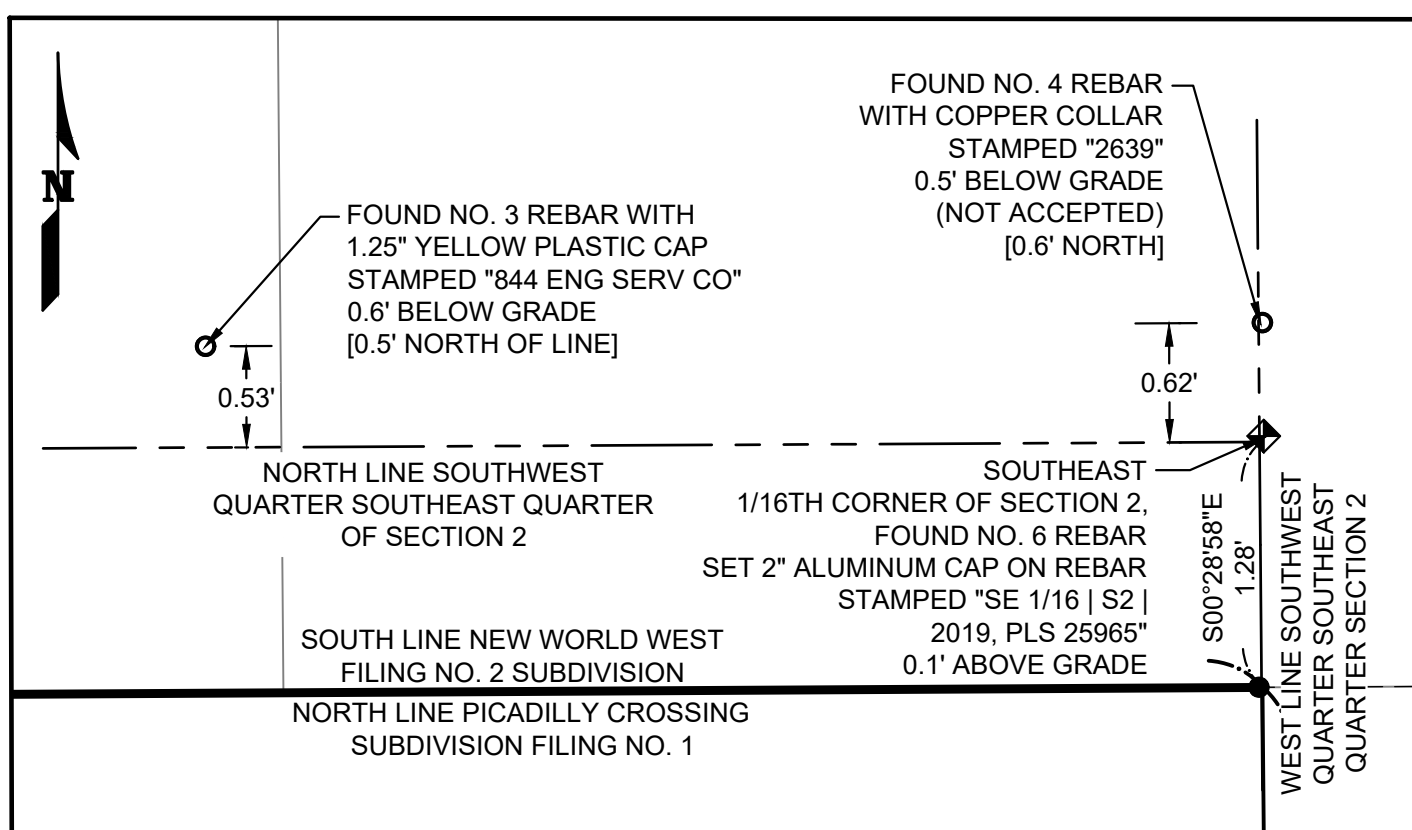 N
FOUND NO. 4 REBAR
WITH COPPER COLLAR
STAMPED "2639"
0.5' BELOW GRADE
(NOT ACCEPTED)
[0.6' NORTH]
FOUND NO. 3 REBAR WITH
1.25" YELLOW PLASTIC CAP
STAMPED "844 ENG SERV CO"
0.6' BELOW GRADE
[0.5' NORTH OF LINE]
0.53'
0.62'
NORTH LINE SOUTHWEST
QUARTER SOUTHEAST QUARTER
OF SECTION 2
SOUTHEAST
1/16TH CORNER OF SECTION 2,
FOUND NO. 6 REBAR
SET 2" ALUMINUM CAP ON REBAR
STAMPED "SE 1/16 | S2 |
2019, PLS 25965"
0.1' ABOVE GRADE
S00°28'58"E
1.28'
WEST LINE SOUTHWEST
QUARTER SOUTHEAST
QUARTER SECTION 2
SOUTH LINE NEW WORLD WEST
FILING NO. 2 SUBDIVISION
NORTH LINE PICADILLY CROSSING
SUBDIVISION FILING NO. 1